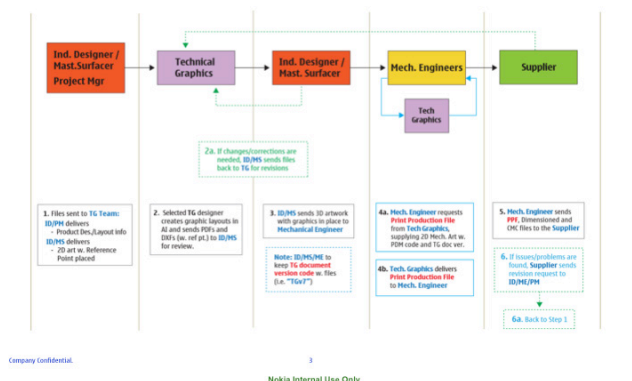 Ind. Designer /
Mast.Surfacer
Project Mgr
Technical
Graphics
Ind. Designer /
Mast. Surfacer
Mech. Engineers
Supplier
Tech
Graphics
2a. If changes/corrections are
needed, ID/MS sends files
back to TG for revisions
1. Files sent to TG Team:
ID/PM delivers
- Product Des./Layout info
ID/MS delivers
- 2D art w. Reference
Point placed
2. Selected TG designer
creates graphic layouts in
AI and sends PDFs and
DXFs (w. ref pt.) to ID/MS
for review.
3. ID/MS sends 3D artwork
with graphics in place to
Mechanical Engineer
Note: ID/MS/ME to
keep TG document
version code w. files
(i.e. "TGv7")
4a. Mech. Engineer requests
Print Production File
from Tech Graphics,
supplying 2D Mech. Art w.
PDM code and TG doc ver.
4b. Tech. Graphics delivers
Print Production File
to Mech. Engineer
5. Mech. Engineer sends
PPF, Dimensioned and
CMC files to the Supplier
6. If issues/problems are
found, Supplier sends
revision request to
ID/ME/PM
6a. Back to Step 1
Company Confidential.
3
Nokia Internal Use Only